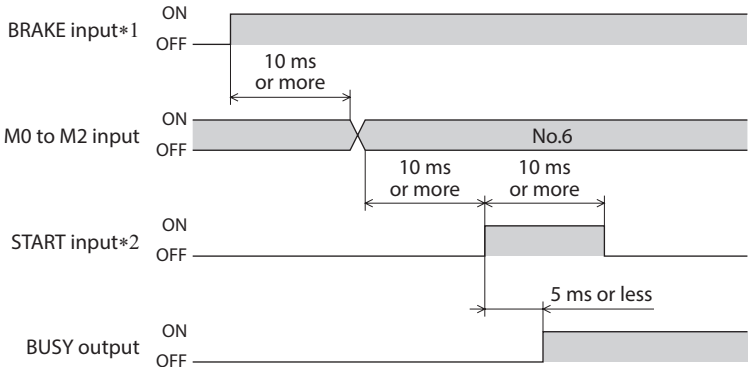 ON
BRAKE input*1
OFF
10 ms
or more
ON
M0 to M2 input
No.6
OFF
10 ms
or more
10 ms
or more
ON
START input*2
OFF
5 ms or less
ON
BUSY output
OFF